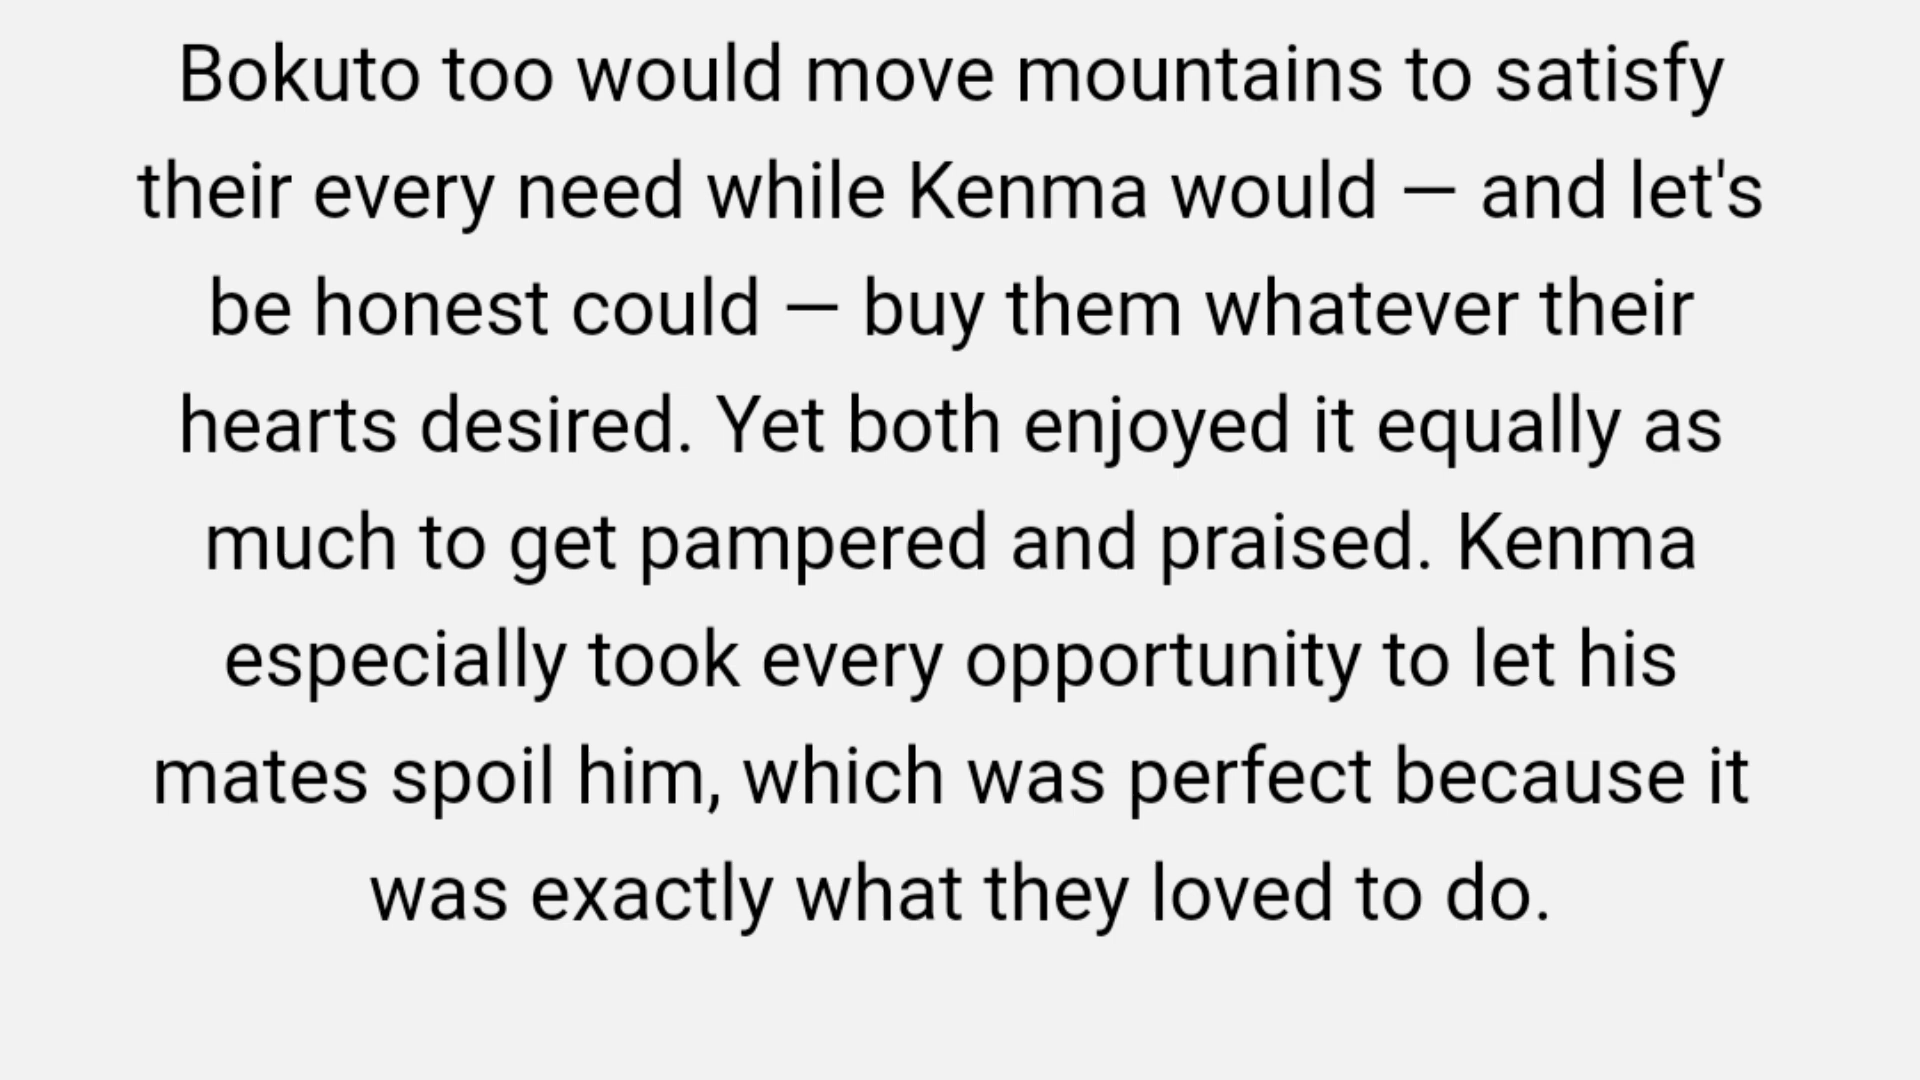 Bokuto too would move mountains to satisfy
their every need while Kenma would — and let's
be honest could — buy them whatever their
hearts desired. Yet both enjoyed it equally as
much to get pampered and praised. Kenma
especially took every opportunity to let his
mates spoil him, which was perfect because it
was exactly what they loved to do.